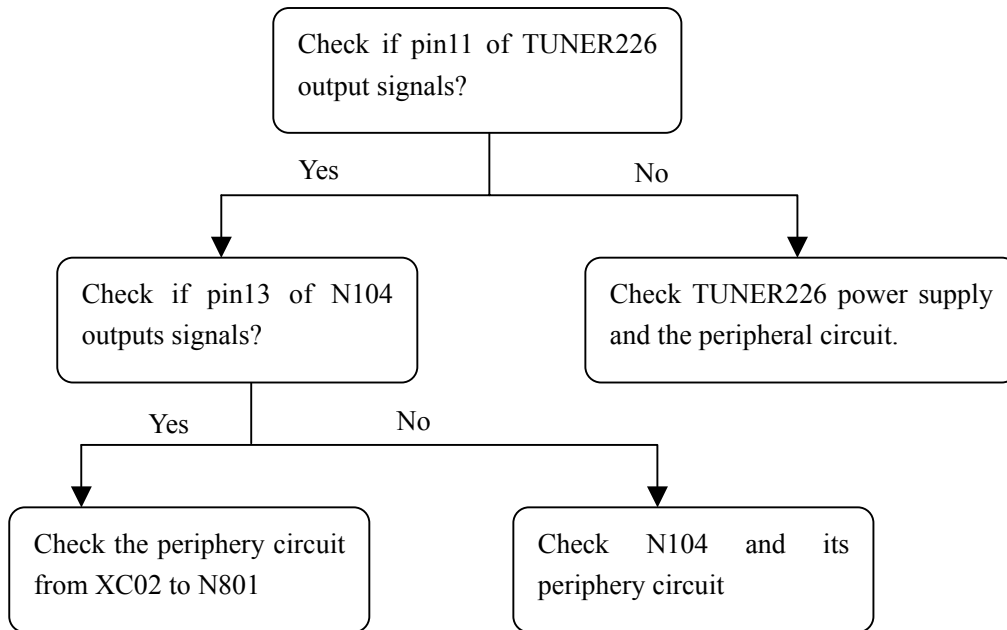 Check if pin11 of TUNER226
output signals?
Yes
No
Check if pin13 of N104
outputs signals?
Check TUNER226 power supply
and the peripheral circuit.
Yes
No
Check the periphery circuit
from XC02 to N801
Check N104 and its
periphery circuit